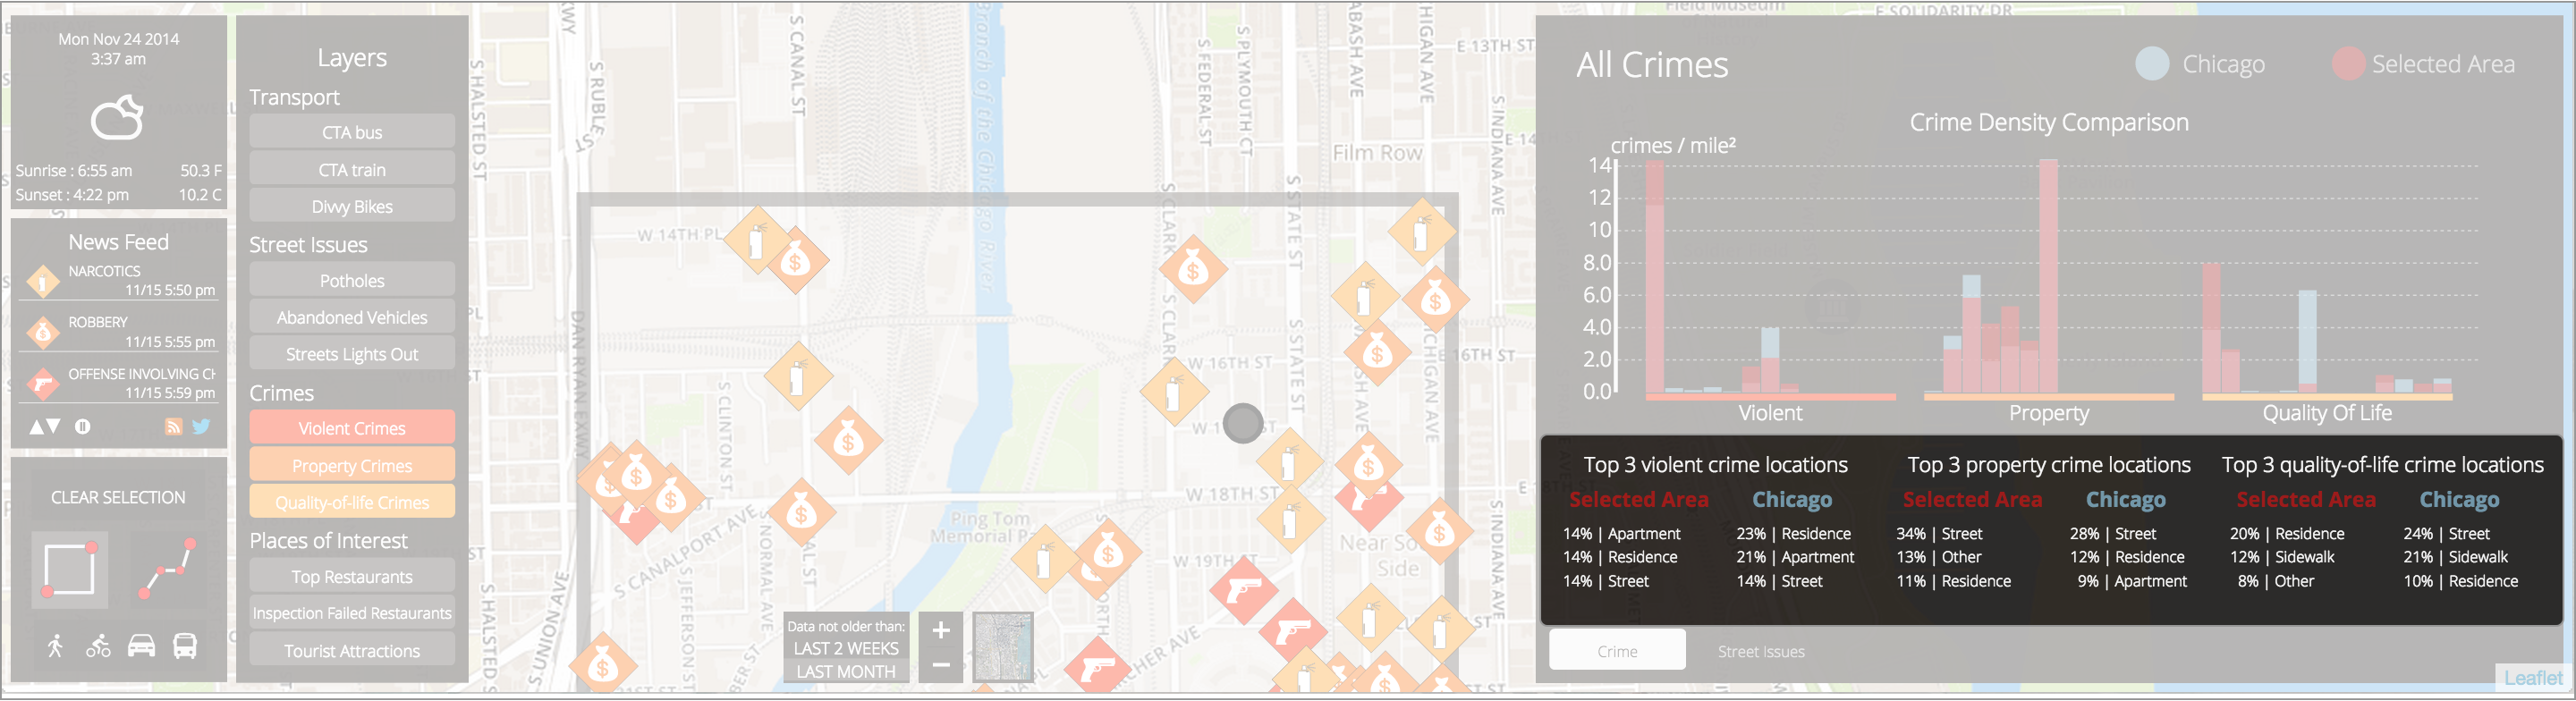 Mon Nov 24 2014
3:37 am
Sunrise : 6:55 am 50.3 F
Sunset : 4:22 pm 10.2 C
News Feed
NARCOTICS
11/15 5:50 pm
ROBBERY
11/15 5:55 pm
OFFENSE INVOLVING
11/15 5:59 pm
CLEAR SELECTION
Layers
Transport
CTA bus
CTA train
Divvy Bikes
Street Issues
Potholes
Abandoned Vehicles
Streets Lights Out
Crimes
Violent Crimes
Property Crimes
Quality-of-life Crimes
Places of Interest
Top Restaurants
Inspection Failed Restaurants
Tourist Attractions
S HALSTED ST
S RUBLE ST
S CANAL ST
Branch of the Chicago River
S FEDERAL ST
S PLYMOUTH CT
ABASH AVE
HIGAN AVE
E 13TH ST
S INDIANA AVE
Film Row
W 14TH PL
S CLARK
S STATE ST
DAN RYAN EXWY
W 16TH ST
E 16TH ST
S CLINTON ST
S CLARK
S STATE ST
W 18TH ST
Ping Tom
Memorial
S CANALPORT AVE
S NORMAL AVE
S JEFFERSON
W 19TH ST
Near
Side
S INDIANA
S HALSTED
S UNION AVE
Data not older than:
LAST 2 WEEKS
LAST MONTH
+
−
Field Museum
E SOLIDARITY DR
All Crimes
Chicago
Selected Area
Crime Density Comparison
crimes / mile²
14
12
10
8.0
6.0
4.0
2.0
0.0
Violent Property Quality Of Life
Top 3 violent crime locations
Selected Area Chicago
14% | Apartment 23% | Residence
14% | Residence 21% | Apartment
14% | Street 14% | Street
Top 3 property crime locations
Selected Area Chicago
34% | Street 28% | Street
13% | Other 12% | Residence
11% | Residence 9% | Apartment
Top 3 quality-of-life crime locations
Selected Area Chicago
20% | Residence 24% | Street
12% | Sidewalk 21% | Sidewalk
8% | Other 10% | Residence
Crime
Street Issues
Leaflet